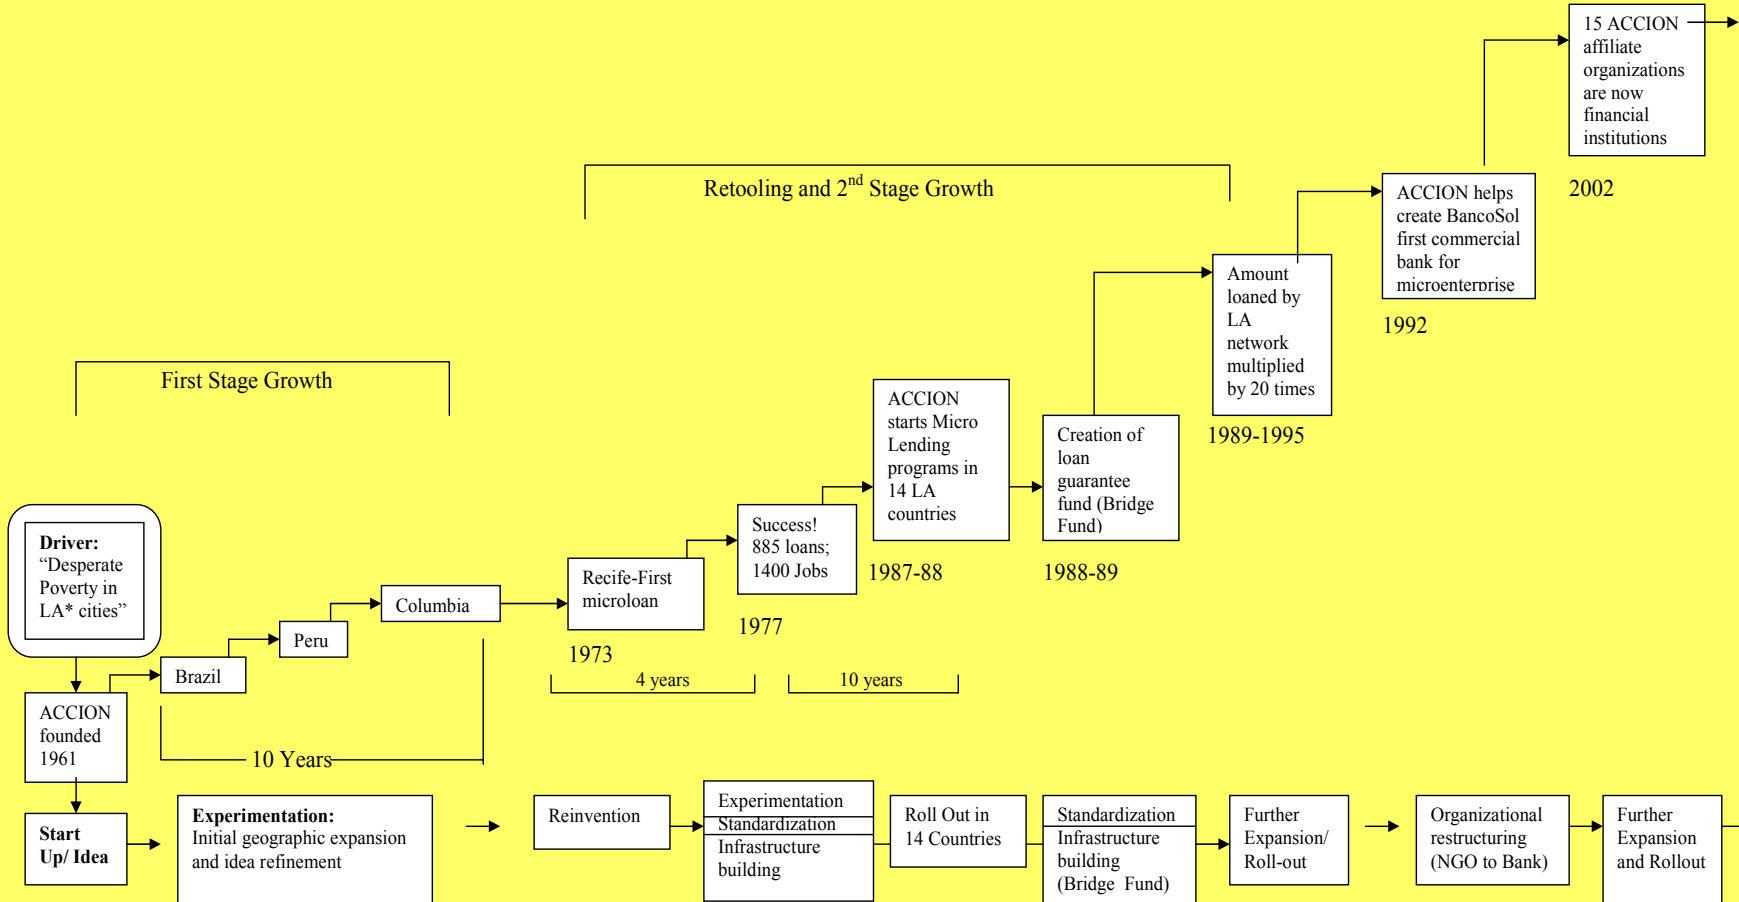 15 ACCION
affiliate
organizations
are now
financial
institutions
2002
ACCION helps
create BancoSol
first commercial
bank for
microenterprise
1992
Retooling and 2nd Stage Growth
Amount
loaned by
LA
network
multiplied
by 20 times
1989-1995
First Stage Growth
ACCION
starts Micro
Lending
programs in
14 LA
countries
1987-88
Creation of
loan
guarantee
fund (Bridge
Fund)
1988-89
Success!
885 loans;
1400 Jobs
1977
Recife-First
microloan
1973
4 years
10 years
Driver:
“Desperate
Poverty in
LA* cities”
Columbia
Peru
Brazil
ACCION
founded
1961
10 Years
Start
Up/ Idea
Experimentation:
Initial geographic expansion
and idea refinement
Reinvention
Experimentation
Standardization
Infrastructure
building
Roll Out in
14 Countries
Standardization
Infrastructure
building
(Bridge Fund)
Further
Expansion/
Roll-out
Organizational
restructuring
(NGO to Bank)
Further
Expansion
and Rollout